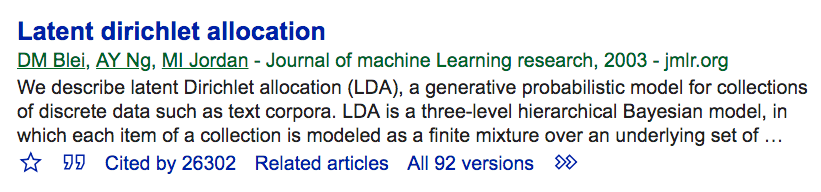 Latent dirichlet allocation
DM Blei, AY Ng, MI Jordan - Journal of machine Learning research, 2003 - jmlr.org
We describe latent Dirichlet allocation (LDA), a generative probabilistic model for collections
of discrete data such as text corpora. LDA is a three-level hierarchical Bayesian model, in
which each item of a collection is modeled as a finite mixture over an underlying set of …
Cited by 26302 Related articles All 92 versions